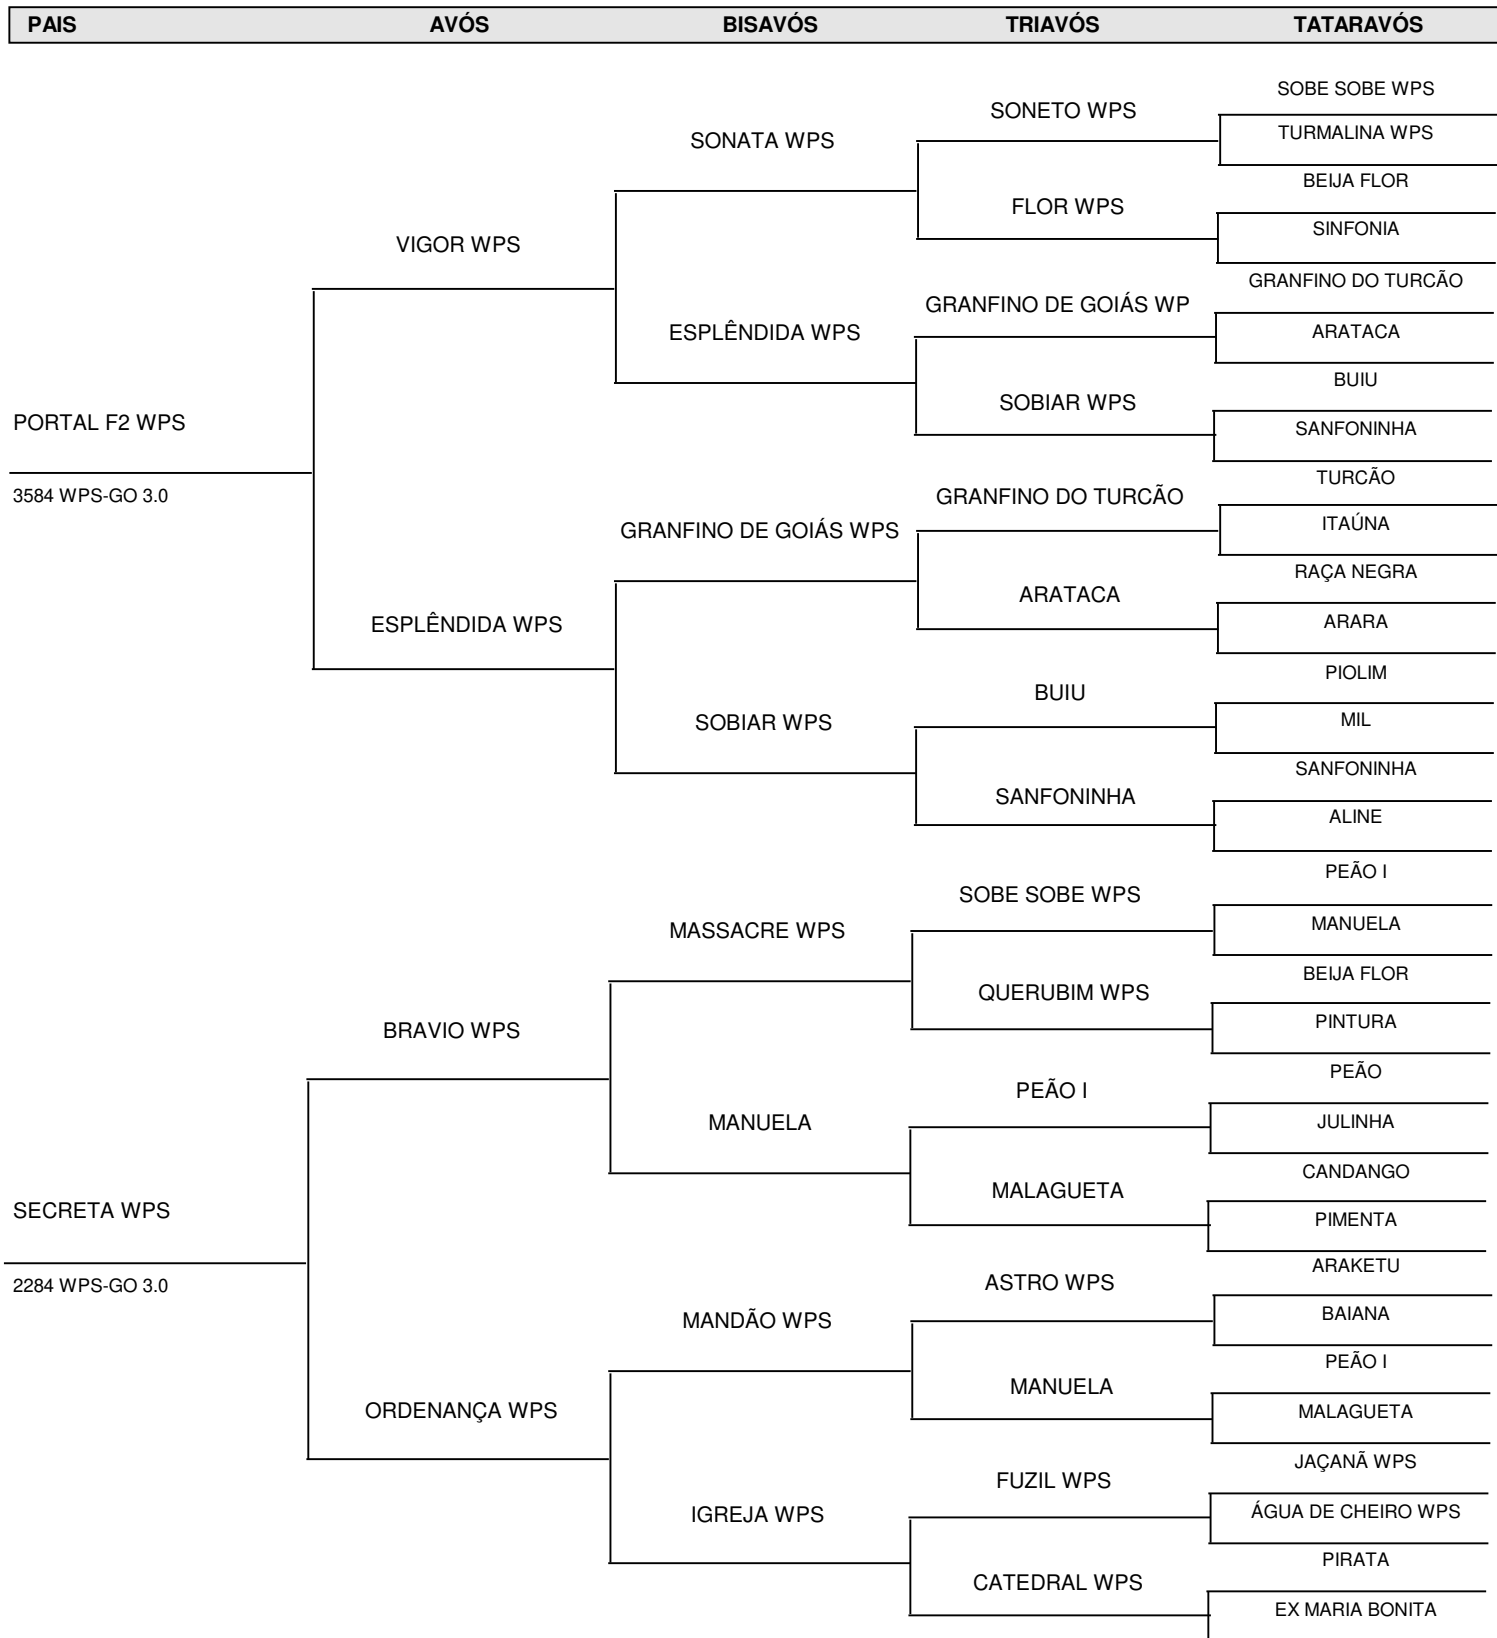 PAIS AVÓS BISAVÓS TRIAVÓS TATARAVÓS
SOBE SOBE WPS
SONETO WPS
TURMALINA WPS
SONATA WPS
BEIJA FLOR
FLOR WPS
SINFONIA
VIGOR WPS
GRANFINO DO TURCÃO
GRANFINO DE GOIÁS WP
ARATACA
ESPLÊNDIDA WPS
BUIU
SOBIAR WPS
SANFONINHA
PORTAL F2 WPS
3584 WPS-GO 3.0
TURCÃO
GRANFINO DO TURCÃO
ITAÚNA
GRANFINO DE GOIÁS WPS
RAÇA NEGRA
ARATACA
ARARA
ESPLÊNDIDA WPS
PIOLIM
BUIU
MIL
SOBIAR WPS
SANFONINHA
SANFONINHA
ALINE
PEÃO I
SOBE SOBE WPS
MANUELA
MASSACRE WPS
BEIJA FLOR
QUERUBIM WPS
PINTURA
BRAVIO WPS
PEÃO
PEÃO I
JULINHA
MANUELA
CANDANGO
MALAGUETA
PIMENTA
SECRETA WPS
2284 WPS-GO 3.0
ARAKETU
ASTRO WPS
BAIANA
MANDÃO WPS
PEÃO I
MANUELA
MALAGUETA
ORDENANÇA WPS
JAÇANÃ WPS
FUZIL WPS
ÁGUA DE CHEIRO WPS
IGREJA WPS
PIRATA
CATEDRAL WPS
EX MARIA BONITA